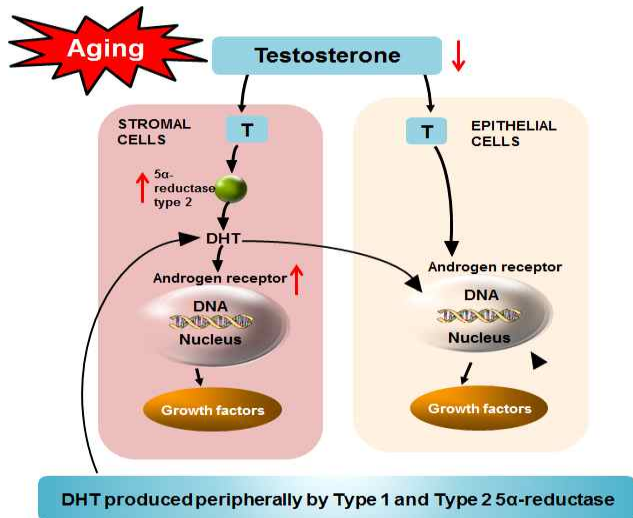 Aging
Testosterone
STROMAL
CELLS
T
5α-
reductase
type 2
DHT
Androgen receptor
DNA
Nucleus
Growth factors
T
EPITHELIAL
CELLS
Androgen receptor
DNA
Nucleus
Growth factors
DHT produced peripherally by Type 1 and Type 2 5α-reductase